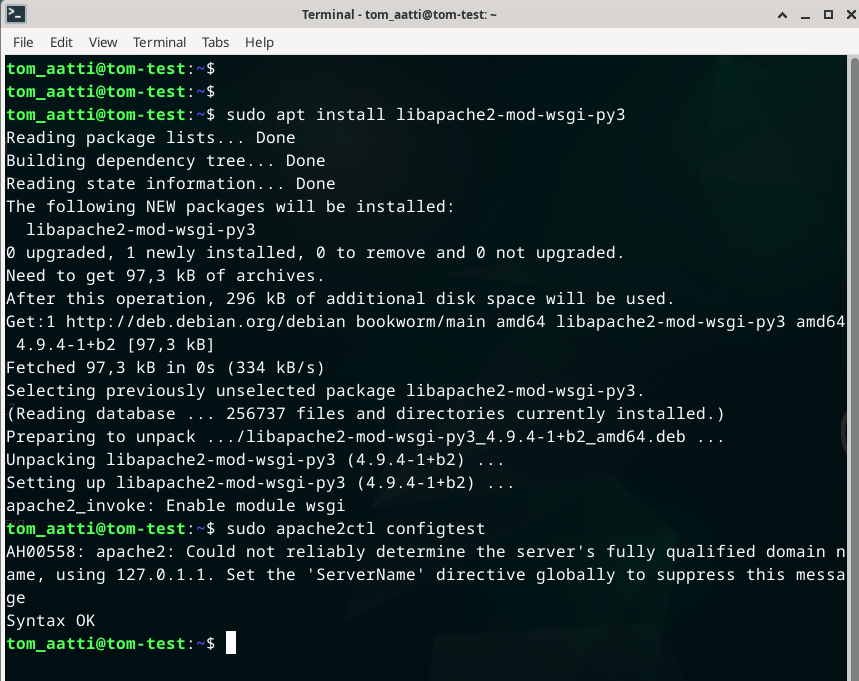 Terminal - tom_aatti@tom-test: ~
File Edit View Terminal Tabs Help
tom_aatti@tom-test:~$
tom_aatti@tom-test:~$
tom_aatti@tom-test:~$ sudo apt install libapache2-mod-wsgi-py3
Reading package lists... Done
Building dependency tree... Done
Reading state information... Done
The following NEW packages will be installed:
  libapache2-mod-wsgi-py3
0 upgraded, 1 newly installed, 0 to remove and 0 not upgraded.
Need to get 97,3 kB of archives.
After this operation, 296 kB of additional disk space will be used.
Get:1 http://deb.debian.org/debian bookworm/main amd64 libapache2-mod-wsgi-py3 amd64
 4.9.4-1+b2 [97,3 kB]
Fetched 97,3 kB in 0s (334 kB/s)
Selecting previously unselected package libapache2-mod-wsgi-py3.
(Reading database ... 256737 files and directories currently installed.)
Preparing to unpack .../libapache2-mod-wsgi-py3_4.9.4-1+b2_amd64.deb ...
Unpacking libapache2-mod-wsgi-py3 (4.9.4-1+b2) ...
Setting up libapache2-mod-wsgi-py3 (4.9.4-1+b2) ...
apache2_invoke: Enable module wsgi
tom_aatti@tom-test:~$ sudo apache2ctl configtest
AH00558: apache2: Could not reliably determine the server's fully qualified domain n
ame, using 127.0.1.1. Set the 'ServerName' directive globally to suppress this messa
ge
Syntax OK
tom_aatti@tom-test:~$